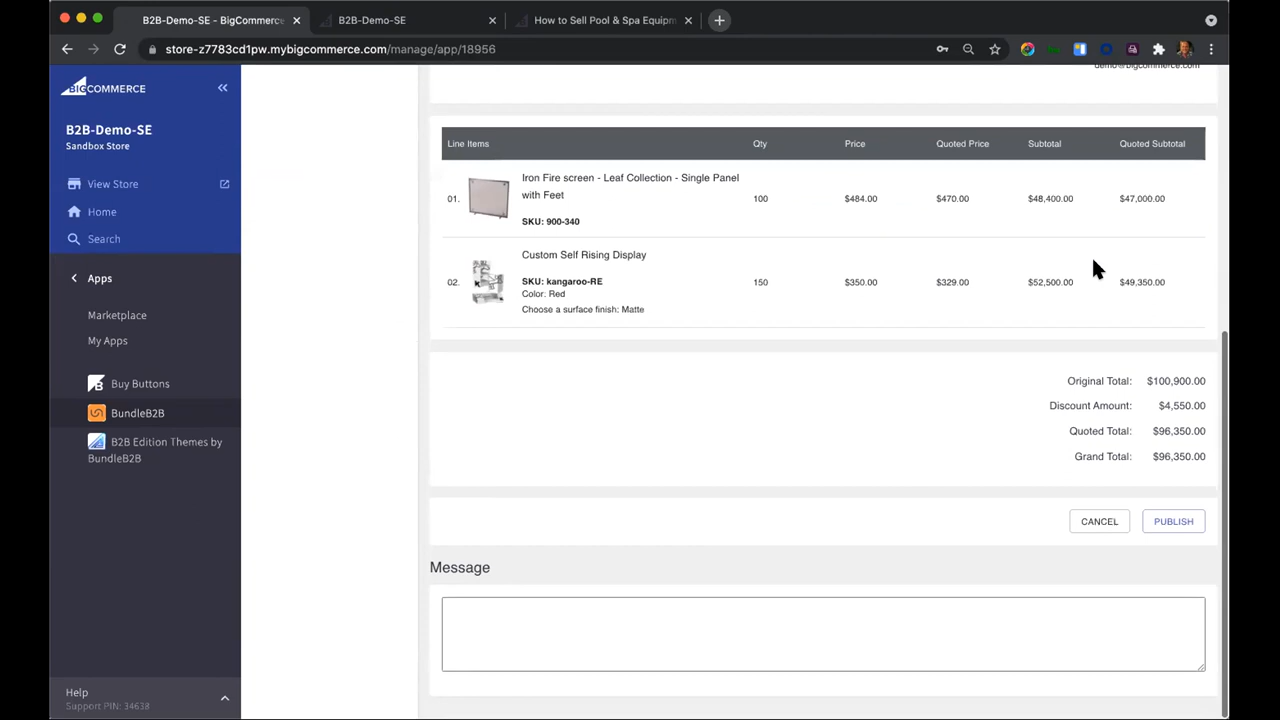 B2B-Demo-SE - BigCommerce
B2B-Demo-SE
How to Sell Pool & Spa Equipm
store-z7783cd1pw.mybigcommerce.com/manage/app/18956
BIGCOMMERCE
B2B-Demo-SE
Sandbox Store
View Store
Home
Search
Apps
Marketplace
My Apps
Buy Buttons
BundleB2B
B2B Edition Themes by
BundleB2B
Help
Support PIN: 34638
demo@bigcommerce.com
Line Items Qty Price Quoted Price Subtotal Quoted Subtotal
01. Iron Fire screen - Leaf Collection - Single Panel
with Feet
SKU: 900-340
100 $484.00 $470.00 $48,400.00 $47,000.00
Custom Self Rising Display
02. SKU: kangaroo-RE 150 $350.00 $329.00 $52,500.00 $49,350.00
Color: Red
Choose a surface finish: Matte
Original Total: $100,900.00
Discount Amount: $4,550.00
Quoted Total: $96,350.00
Grand Total: $96,350.00
CANCEL PUBLISH
Message